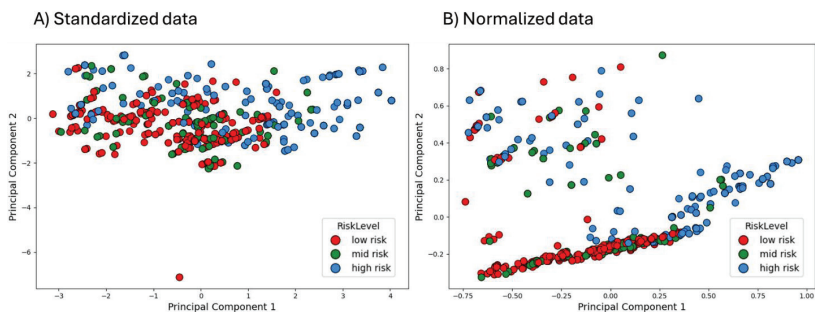 A) Standardized data
Principal Component 2
2
0
−2
−4
−6
RiskLevel
low risk
mid risk
high risk
−3 −2 −1 0 1 2 3 4
Principal Component 1
B) Normalized data
Principal Component 2
0.8
0.6
0.4
0.2
0.0
−0.2
RiskLevel
low risk
mid risk
high risk
−0.75 −0.50 −0.25 0.00 0.25 0.50 0.75 1.00
Principal Component 1